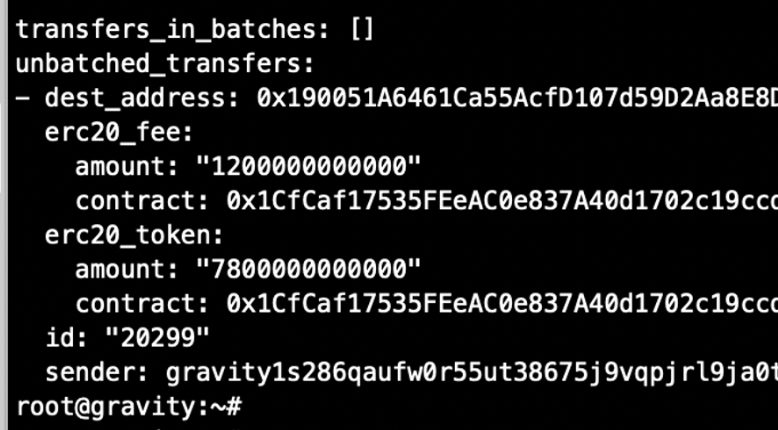 transfers_in_batches: []
unbatched_transfers:
- dest_address: 0x190051A6461Ca55AcfD107d59D2Aa8E8D
erc20_fee:
amount: "1200000000000"
contract: 0x1CfCaf17535FEeAC0e837A40d1702c19ccc
erc20_token:
amount: "7800000000000"
contract: 0x1CfCaf17535FEeAC0e837A40d1702c19ccc
id: "20299"
sender: gravity1s286qaufw0r55ut38675j9vqpjrl9ja0t
root@gravity:~#